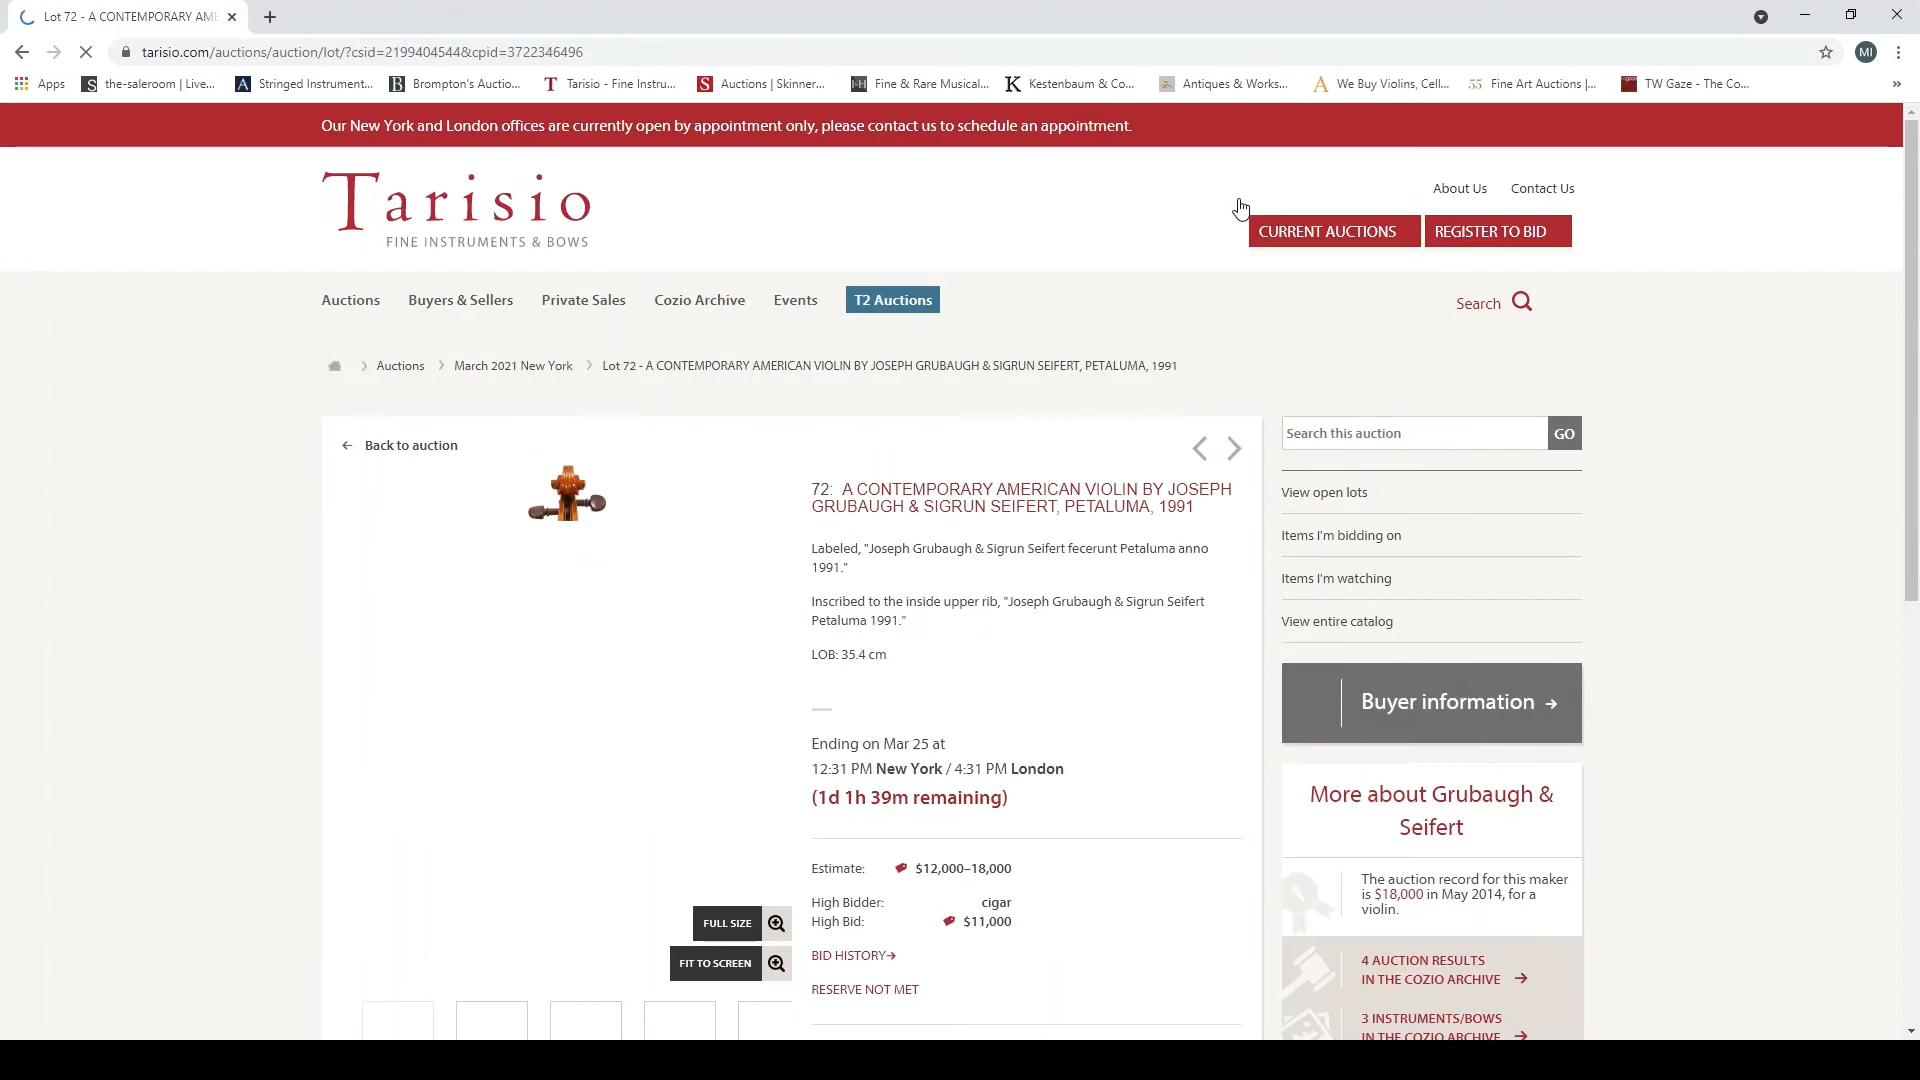 Lot 72 - A CONTEMPORARY AME
tarisio.com/auctions/auction/lot/?csid=2199404544&cpid=3722346496
MI
Apps
the-saleroom | Live...
Stringed Instrument...
Brompton's Auctio...
Tarisio - Fine Instru...
Auctions | Skinner...
Fine & Rare Musical...
Kestenbaum & Co...
Antiques & Works...
We Buy Violins, Cell...
Fine Art Auctions |...
TW Gaze - The Co...
Our New York and London offices are currently open by appointment only, please contact us to schedule an appointment.
Tarisio
FINE INSTRUMENTS & BOWS
About Us
Contact Us
CURRENT AUCTIONS
REGISTER TO BID
Auctions
Buyers & Sellers
Private Sales
Cozio Archive
Events
T2 Auctions
Search
Auctions
March 2021 New York
Lot 72 - A CONTEMPORARY AMERICAN VIOLIN BY JOSEPH GRUBAUGH & SIGRUN SEIFERT, PETALUMA, 1991
Back to auction
72: A CONTEMPORARY AMERICAN VIOLIN BY JOSEPH
GRUBAUGH & SIGRUN SEIFERT, PETALUMA, 1991
Labeled, "Joseph Grubaugh & Sigrun Seifert fecerunt Petaluma anno
1991."
Inscribed to the inside upper rib, "Joseph Grubaugh & Sigrun Seifert
Petaluma 1991."
LOB: 35.4 cm
Ending on Mar 25 at
12:31 PM New York / 4:31 PM London
(1d 1h 39m remaining)
Estimate: $12,000–18,000
High Bidder: cigar
High Bid: $11,000
BID HISTORY
RESERVE NOT MET
FULL SIZE
FIT TO SCREEN
Search this auction
GO
View open lots
Items I'm bidding on
Items I'm watching
View entire catalog
Buyer information
More about Grubaugh &
Seifert
The auction record for this maker
is $18,000 in May 2014, for a
violin.
4 AUCTION RESULTS
IN THE COZIO ARCHIVE
3 INSTRUMENTS/BOWS
IN THE COZIO ARCHIVE